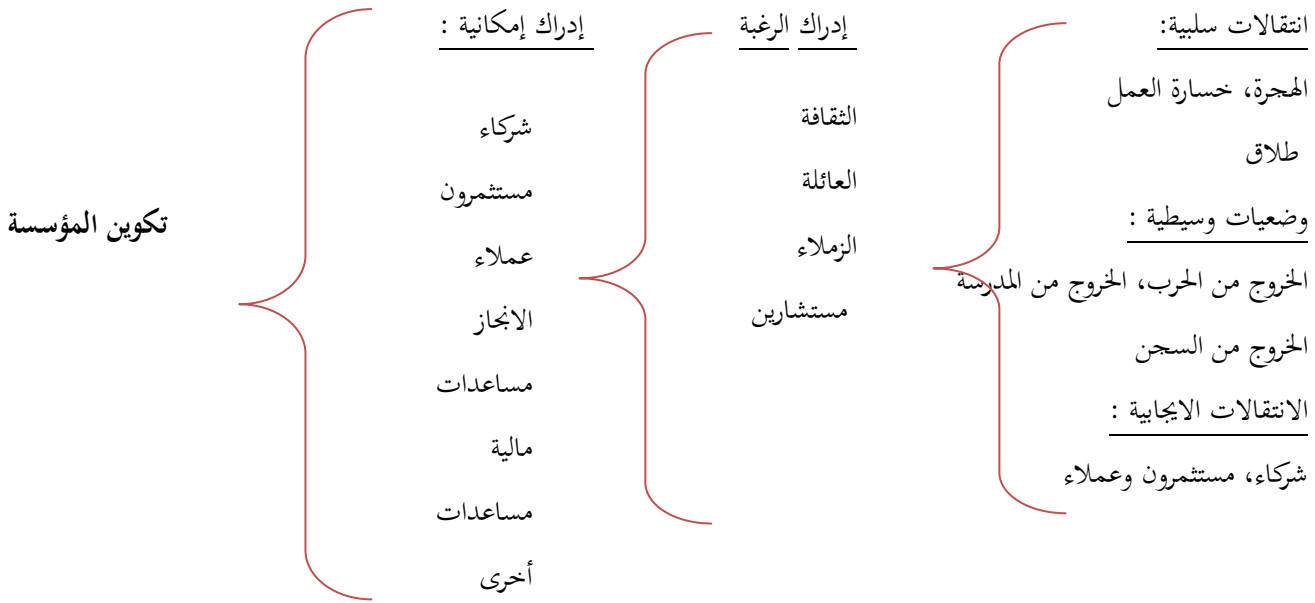 انتقالات سلبية:
الهجرة، خسارة العمل
طلاق
وضعيات وسيطية :
الخروج من الحرب، الخروج من المدرسة
الخروج من السجن
الانتقالات الايجابية :
شركاء، مستثمرون وعملاء
إدراك الرغبة
الثقافة
العائلة
الزملاء
مستشارين
إدراك إمكانية :
شركاء
مستثمرون
عملاء
الانجاز
مساعدات
مالية
مساعدات
أخرى
تكوين المؤسسة